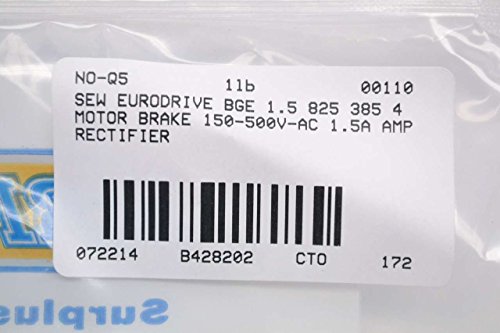 NO-Q5 1lb 00110
SEW EURODRIVE BGE 1.5 825 385 4
MOTOR BRAKE 150-500V-AC 1.5A AMP
RECTIFIER
072214 B428202 CTO 172
Surplus